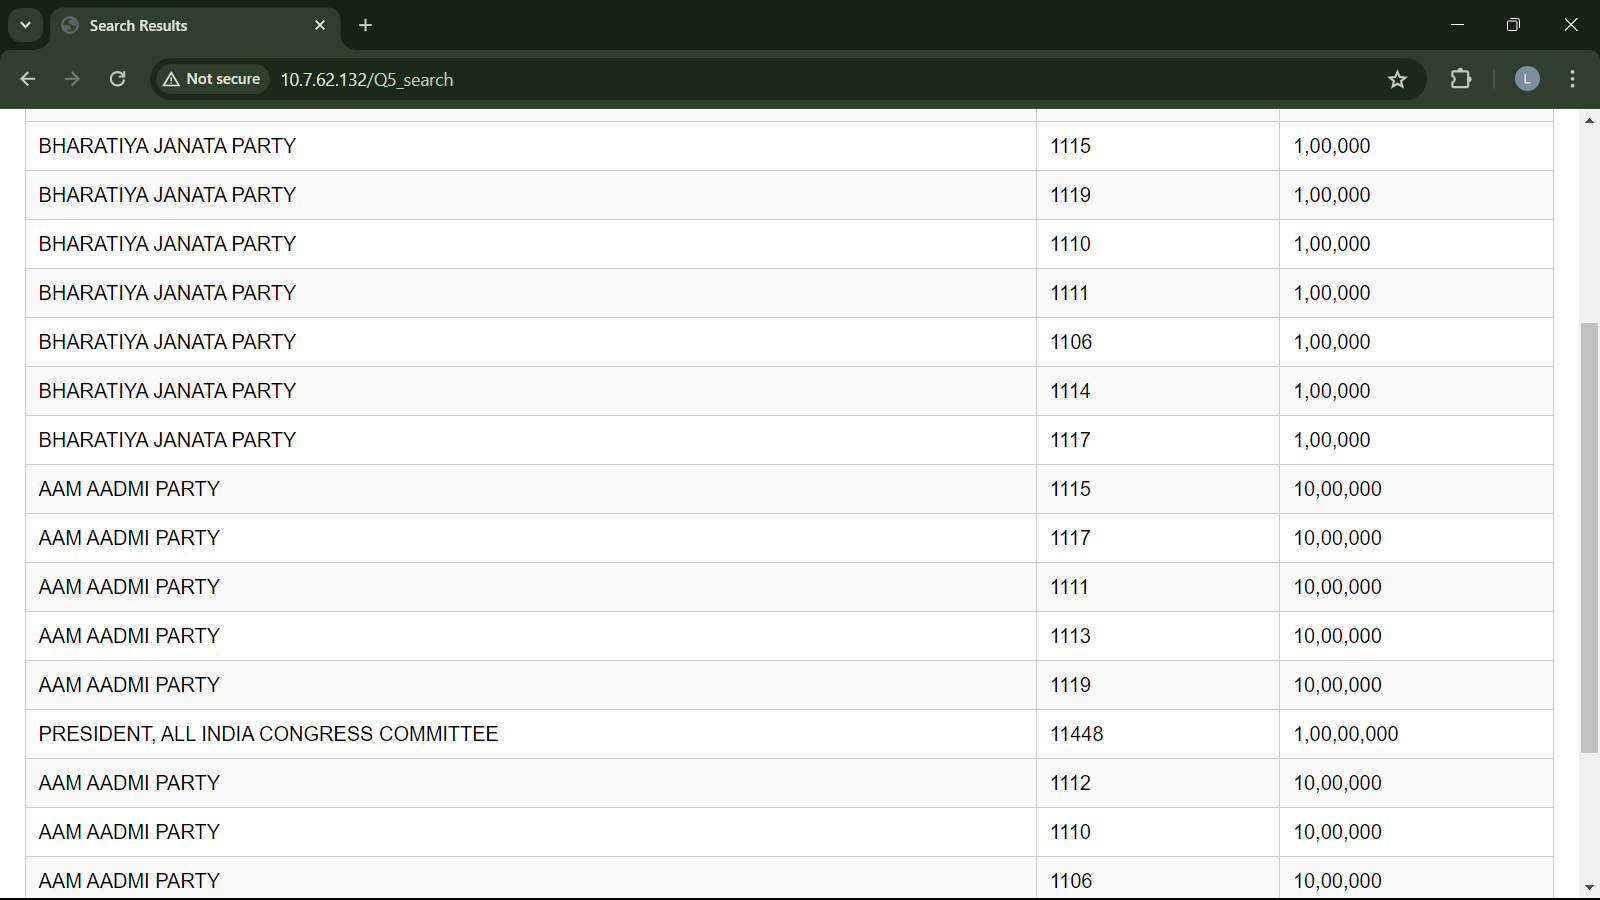 Search Results
Not secure 10.7.62.132/Q5_search L
BHARATIYA JANATA PARTY 1115 1,00,000
BHARATIYA JANATA PARTY 1119 1,00,000
BHARATIYA JANATA PARTY 1110 1,00,000
BHARATIYA JANATA PARTY 1111 1,00,000
BHARATIYA JANATA PARTY 1106 1,00,000
BHARATIYA JANATA PARTY 1114 1,00,000
BHARATIYA JANATA PARTY 1117 1,00,000
AAM AADMI PARTY 1115 10,00,000
AAM AADMI PARTY 1117 10,00,000
AAM AADMI PARTY 1111 10,00,000
AAM AADMI PARTY 1113 10,00,000
AAM AADMI PARTY 1119 10,00,000
PRESIDENT, ALL INDIA CONGRESS COMMITTEE 11448 1,00,00,000
AAM AADMI PARTY 1112 10,00,000
AAM AADMI PARTY 1110 10,00,000
AAM AADMI PARTY 1106 10,00,000